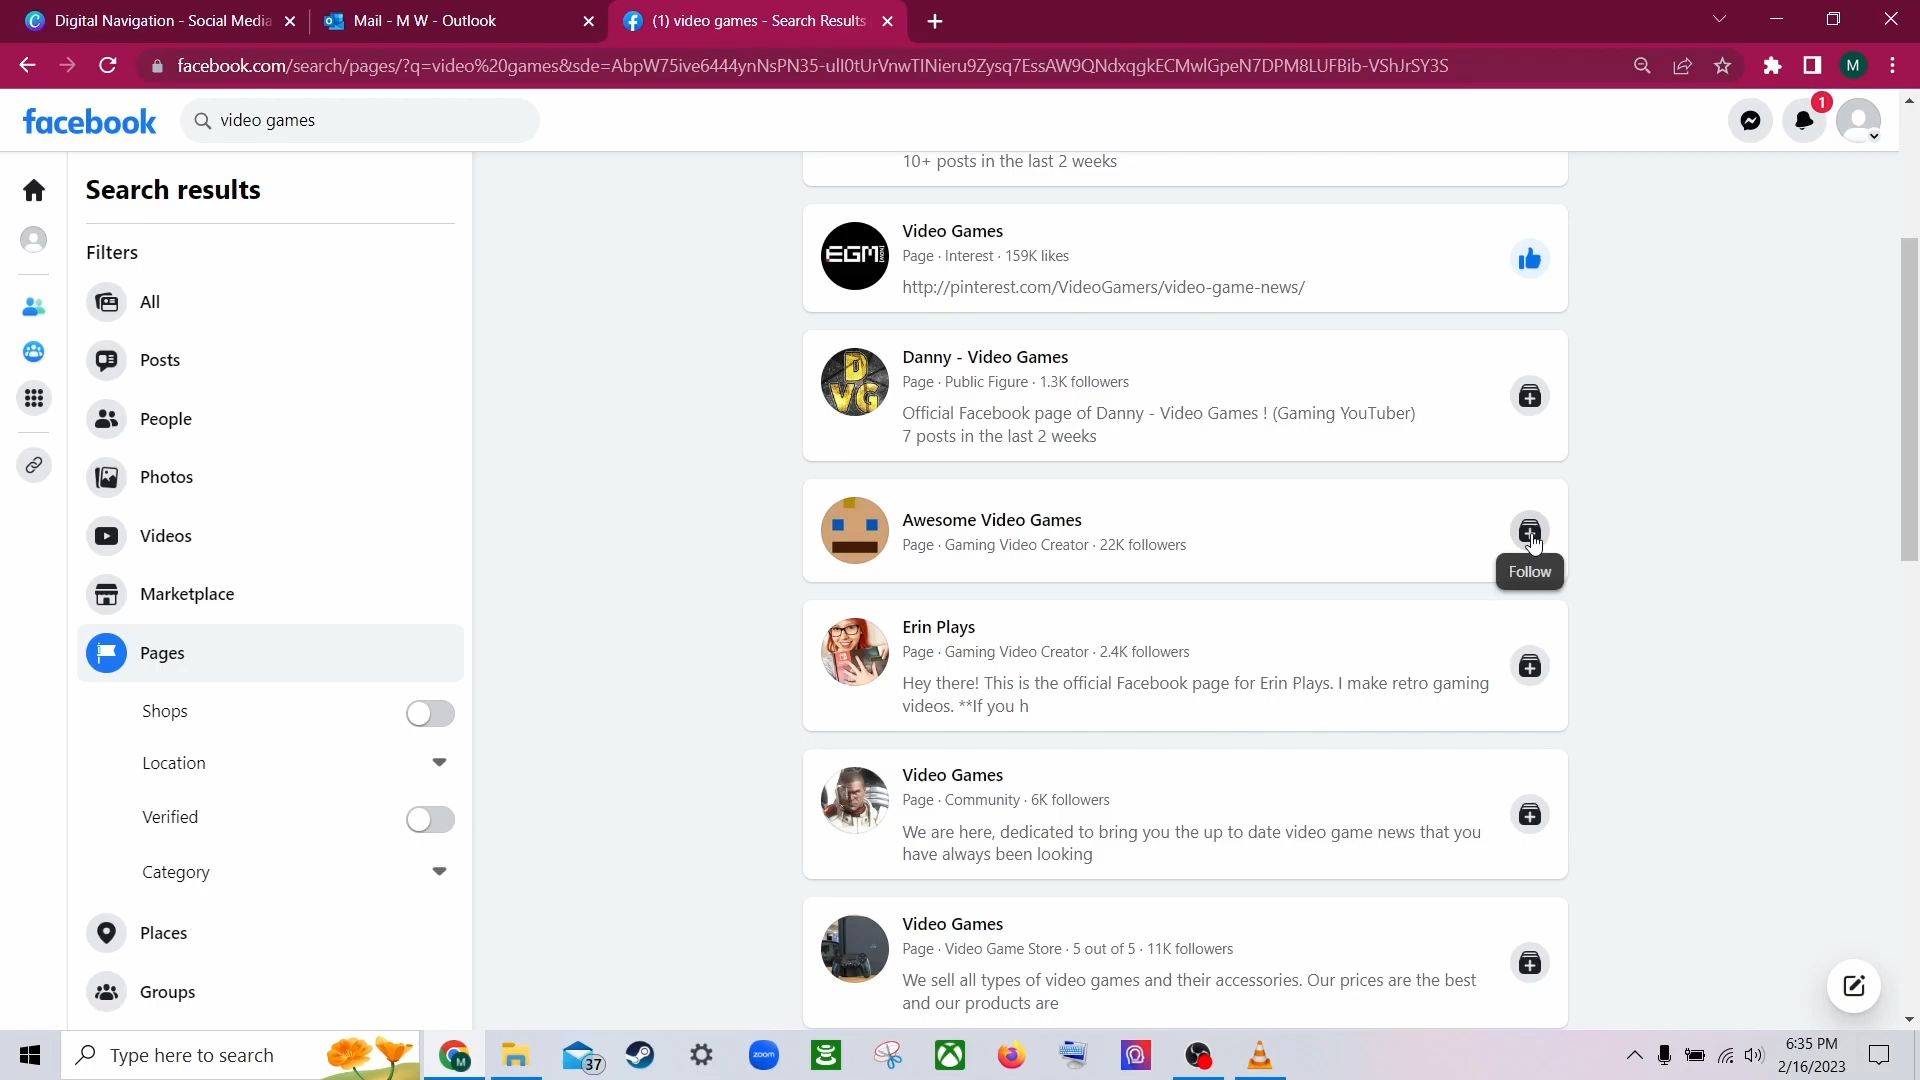 Digital Navigation - Social Media
Mail - M W - Outlook
(1) video games - Search Results
facebook.com/search/pages/?q=video%20games&sde=AbpW75ive6444ynNsPN35-ulI0tUrVnwTINieru9Zysq7EssAW9QNdxqgkECMwlGpeN7DPM8LUFBib-VShJrSY3S
M
facebook
video games
1
Search results
Filters
All
Posts
People
Photos
Videos
Marketplace
Pages
Shops
Location
Verified
Category
Places
Groups
10+ posts in the last 2 weeks
EGM
Video Games
Page · Interest · 159K likes
http://pinterest.com/VideoGamers/video-game-news/
D
VG
Danny - Video Games
Page · Public Figure · 1.3K followers
Official Facebook page of Danny - Video Games ! (Gaming YouTuber)
7 posts in the last 2 weeks
Awesome Video Games
Page · Gaming Video Creator · 22K followers
Follow
Erin Plays
Page · Gaming Video Creator · 2.4K followers
Hey there! This is the official Facebook page for Erin Plays. I make retro gaming
videos. **If you h
Video Games
Page · Community · 6K followers
We are here, dedicated to bring you the up to date video game news that you
have always been looking
Video Games
Page · Video Game Store · 5 out of 5 · 11K followers
We sell all types of video games and their accessories. Our prices are the best
and our products are
Type here to search
M
37
zoom
6:35 PM
2/16/2023